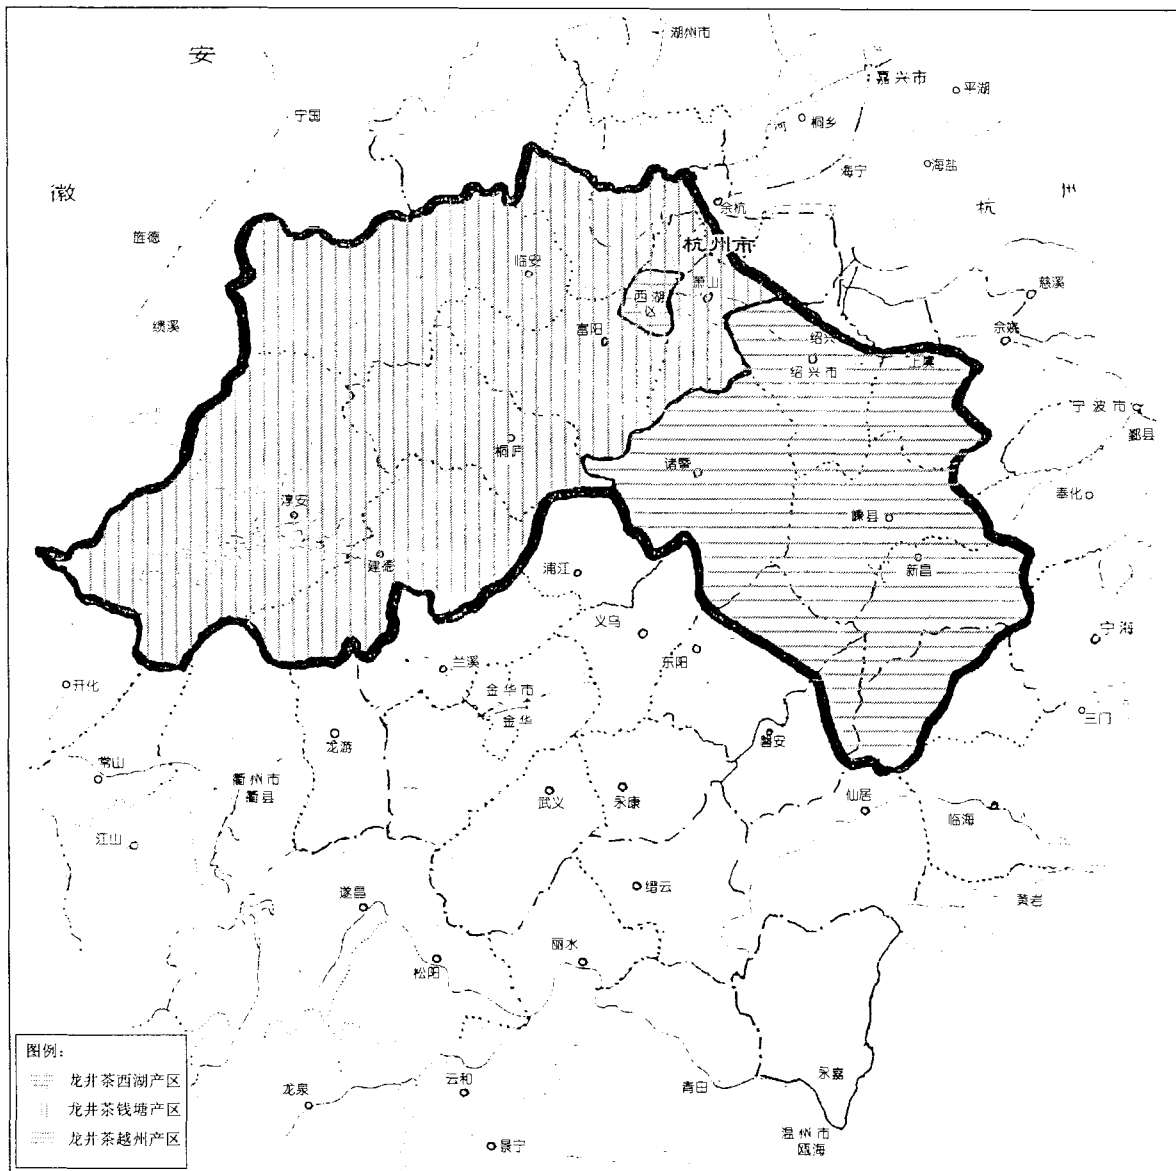 安
湖州市
嘉兴市
平湖
宁国
河
桐乡
徽
海宁
海盐
余杭
杭
旌德
杭州市
临安
西湖区
萧山
慈溪
绩溪
富阳
绍兴
绍兴市
上虞
余姚
宁波市
鄞县
桐庐
诸暨
奉化
淳安
嵊县
建德
浦江
新昌
义乌
宁海
东阳
兰溪
开化
金华市
金华
三门
龙游
磐安
常山
衢州市
衢县
武义
永康
仙居
临海
江山
缙云
黄岩
遂昌
丽水
松阳
图例:
龙井茶西湖产区
龙井茶钱塘产区
龙井茶越州产区
龙泉
云和
青田
永嘉
温州市
瓯海
景宁